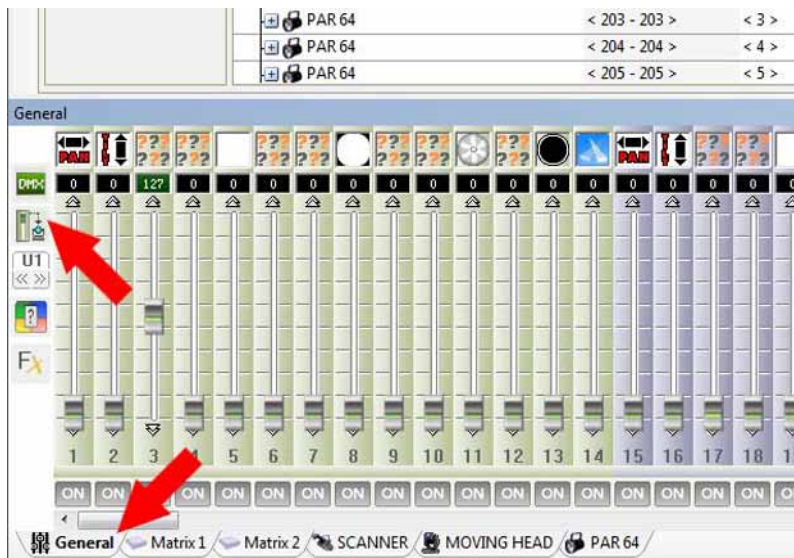 PAR 64 < 203 - 203 > < 3 >
PAR 64 < 204 - 204 > < 4 >
PAR 64 < 205 - 205 > < 5 >
General
PAN ??? ??? ??? ??? ??? ??? ??? PAN ??? ???
??? ??? ??? ??? ??? ??? ??? ??? ???
DMX 0 0 127 0 0 0 0 0 0 0 0 0 0 0 0 0 0 0
U1
<< >>
?
FX
1 2 3 4 5 6 7 8 9 10 11 12 13 14 15 16 17 18
ON ON ON ON ON ON ON ON ON ON ON ON ON ON ON ON ON
General Matrix 1 Matrix 2 SCANNER MOVING HEAD PAR 64